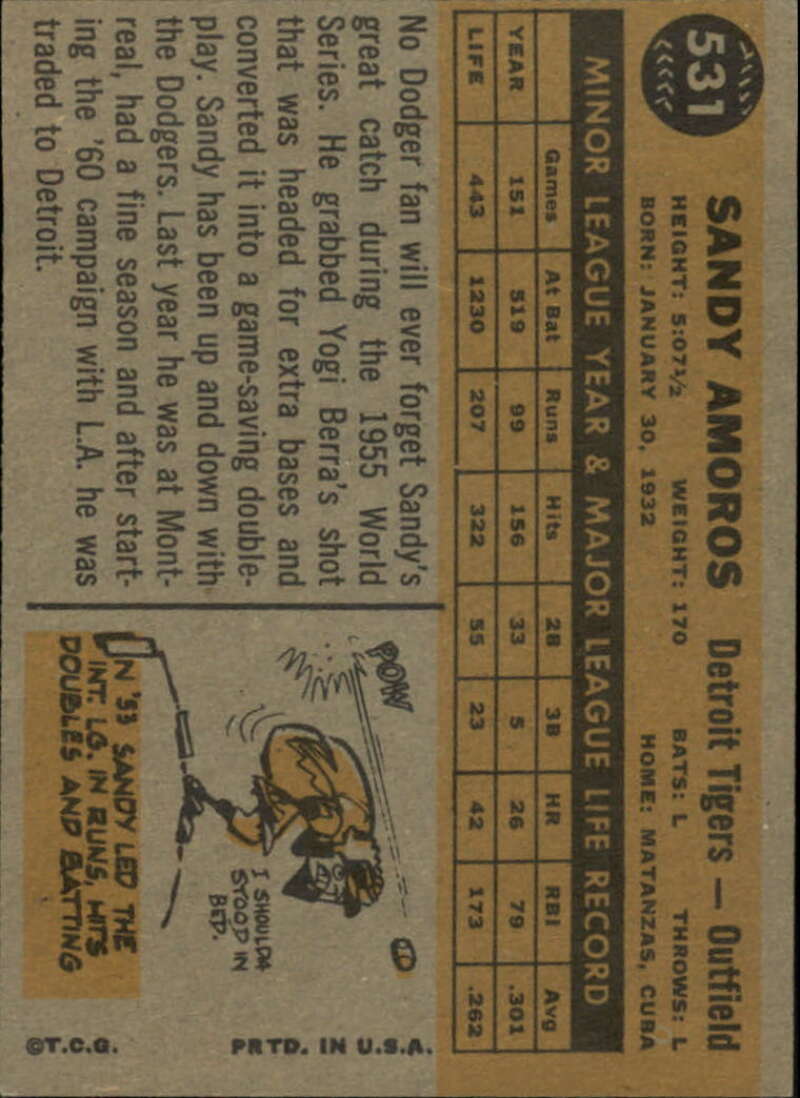 531
SANDY AMOROS Detroit Tigers — Outfield
HEIGHT: 5:07½ WEIGHT: 170 BATS: L THROWS: L
BORN: JANUARY 30, 1932 HOME: MATANZAS, CUBA
MINOR LEAGUE YEAR & MAJOR LEAGUE LIFE RECORD
Games At Bat Runs Hits 2B 3B HR RBI Avg
YEAR 151 519 99 156 33 5 26 79 .301
LIFE 443 1230 207 322 55 23 42 173 .262
No Dodger fan will ever forget Sandy's
great catch during the 1955 World
Series. He grabbed Yogi Berra's shot
that was headed for extra bases and
converted it into a game-saving double-
play. Sandy has been up and down with
the Dodgers. Last year he was at Mont-
real, had a fine season and after start-
ing the '60 campaign with L.A. he was
traded to Detroit.
POW
I SHOULDA
STOOD IN
BED.
IN '53 SANDY LED THE
INT. LG. IN RUNS, HITS
DOUBLES AND BATTING
©T.C.G. PRTD. IN U.S.A.